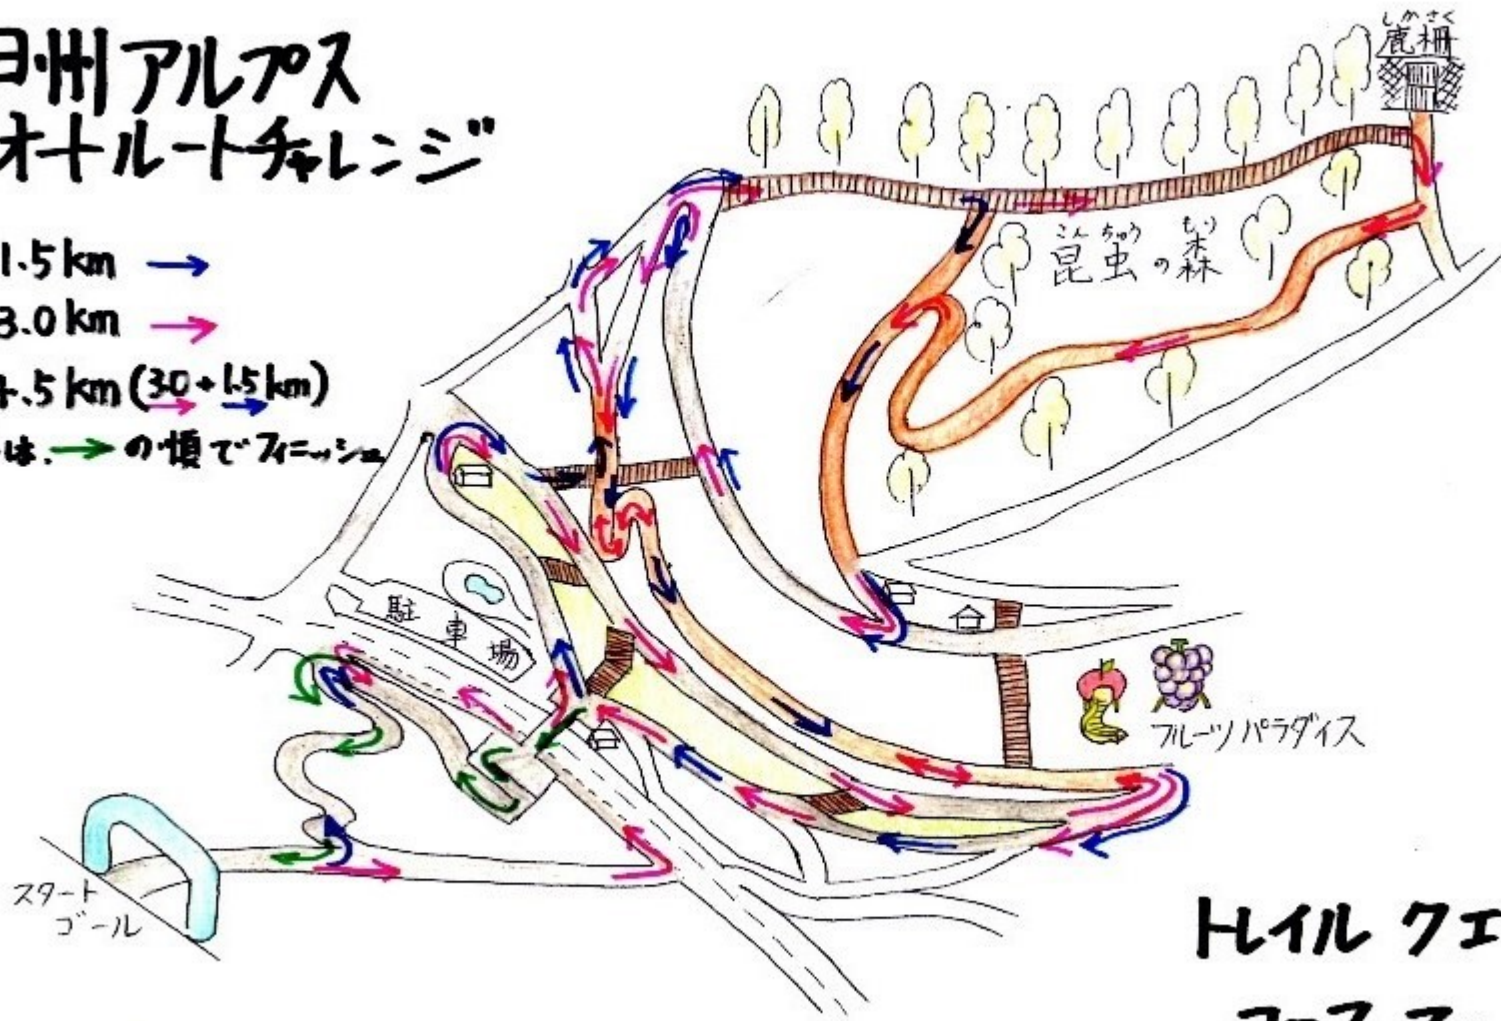 州アルプス
オートルートチャレンジ
1.5km →
3.0km →
.5km(3.0+1.5km)
は、→の順でフィニッシュ
しかさく
鹿柵
こんちゅう もり
昆虫の森
駐車場
フルーツパラダイス
スタート
ゴール
トレイルクエ